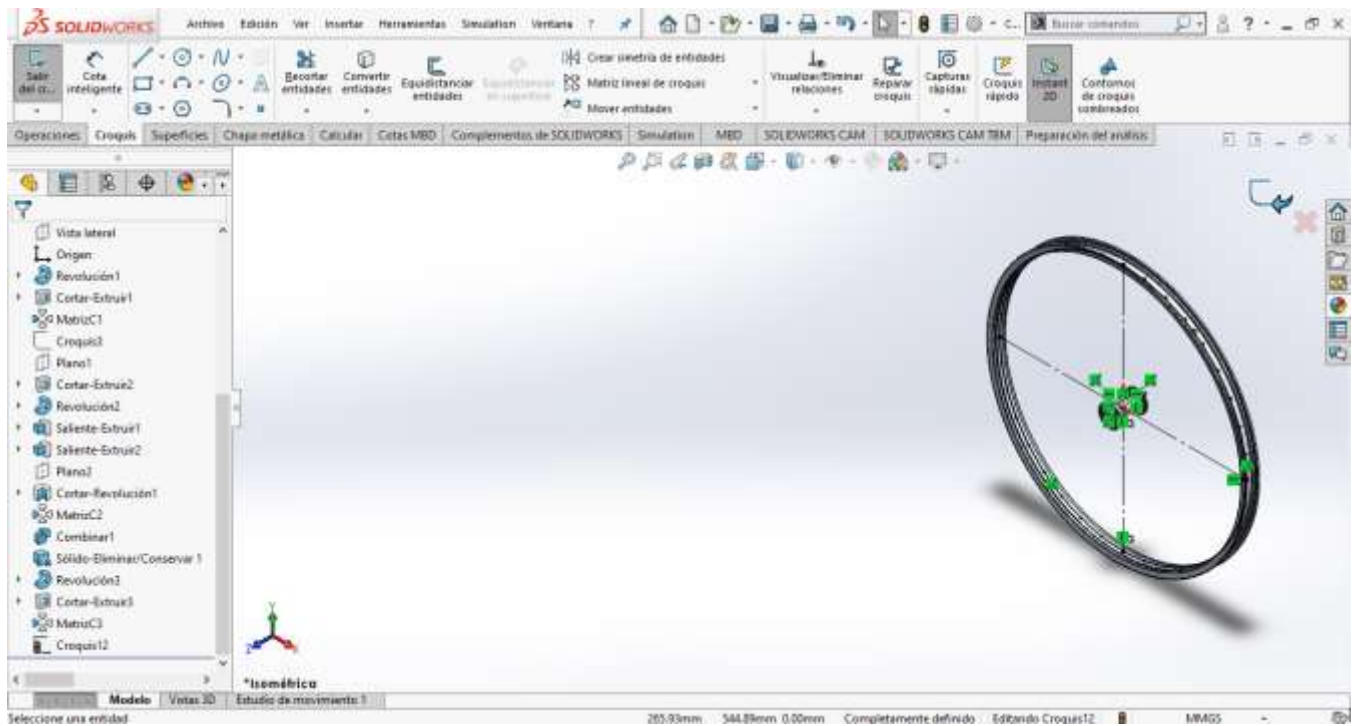 SOLIDWORKS Archivo Edición Ver Insertar Herramientas Simulation Ventana ? c... Buscar comandos ?
Salir del cr...
Cota inteligente
Recortar entidades
Convertir entidades
Equidistanciar entidades
Crear simetría de entidades
Matriz lineal de croquis
Mover entidades
Visualizar/Eliminar relaciones
Reparar croquis
Capturas rápidas
Croquis rápido
Instant 2D
Contornos de croquis sombreados
Operaciones Croquis Superficies Chapa metálica Calcular Cotas MBD Complementos de SOLIDWORKS Simulation MBD SOLIDWORKS CAM SOLIDWORKS CAM TBM Preparación del análisis
Vista lateral
Origen
Revolución1
Cortar-Extruir1
MatrizC1
Croquis3
Plano1
Cortar-Extruir2
Revolución2
Saliente-Extruir1
Saliente-Extruir2
Plano2
Cortar-Revolución1
MatrizC2
Combinar1
Sólido-Eliminar/Conservar 1
Revolución3
Cortar-Extruir3
MatrizC3
Croquis12
Y
Z
X
*Isométrica
Modelo Vistas 3D Estudio de movimiento 1
Seleccione una entidad 265.93mm 544.89mm 0.00mm Completamente definido Editando Croquis12 MMGS